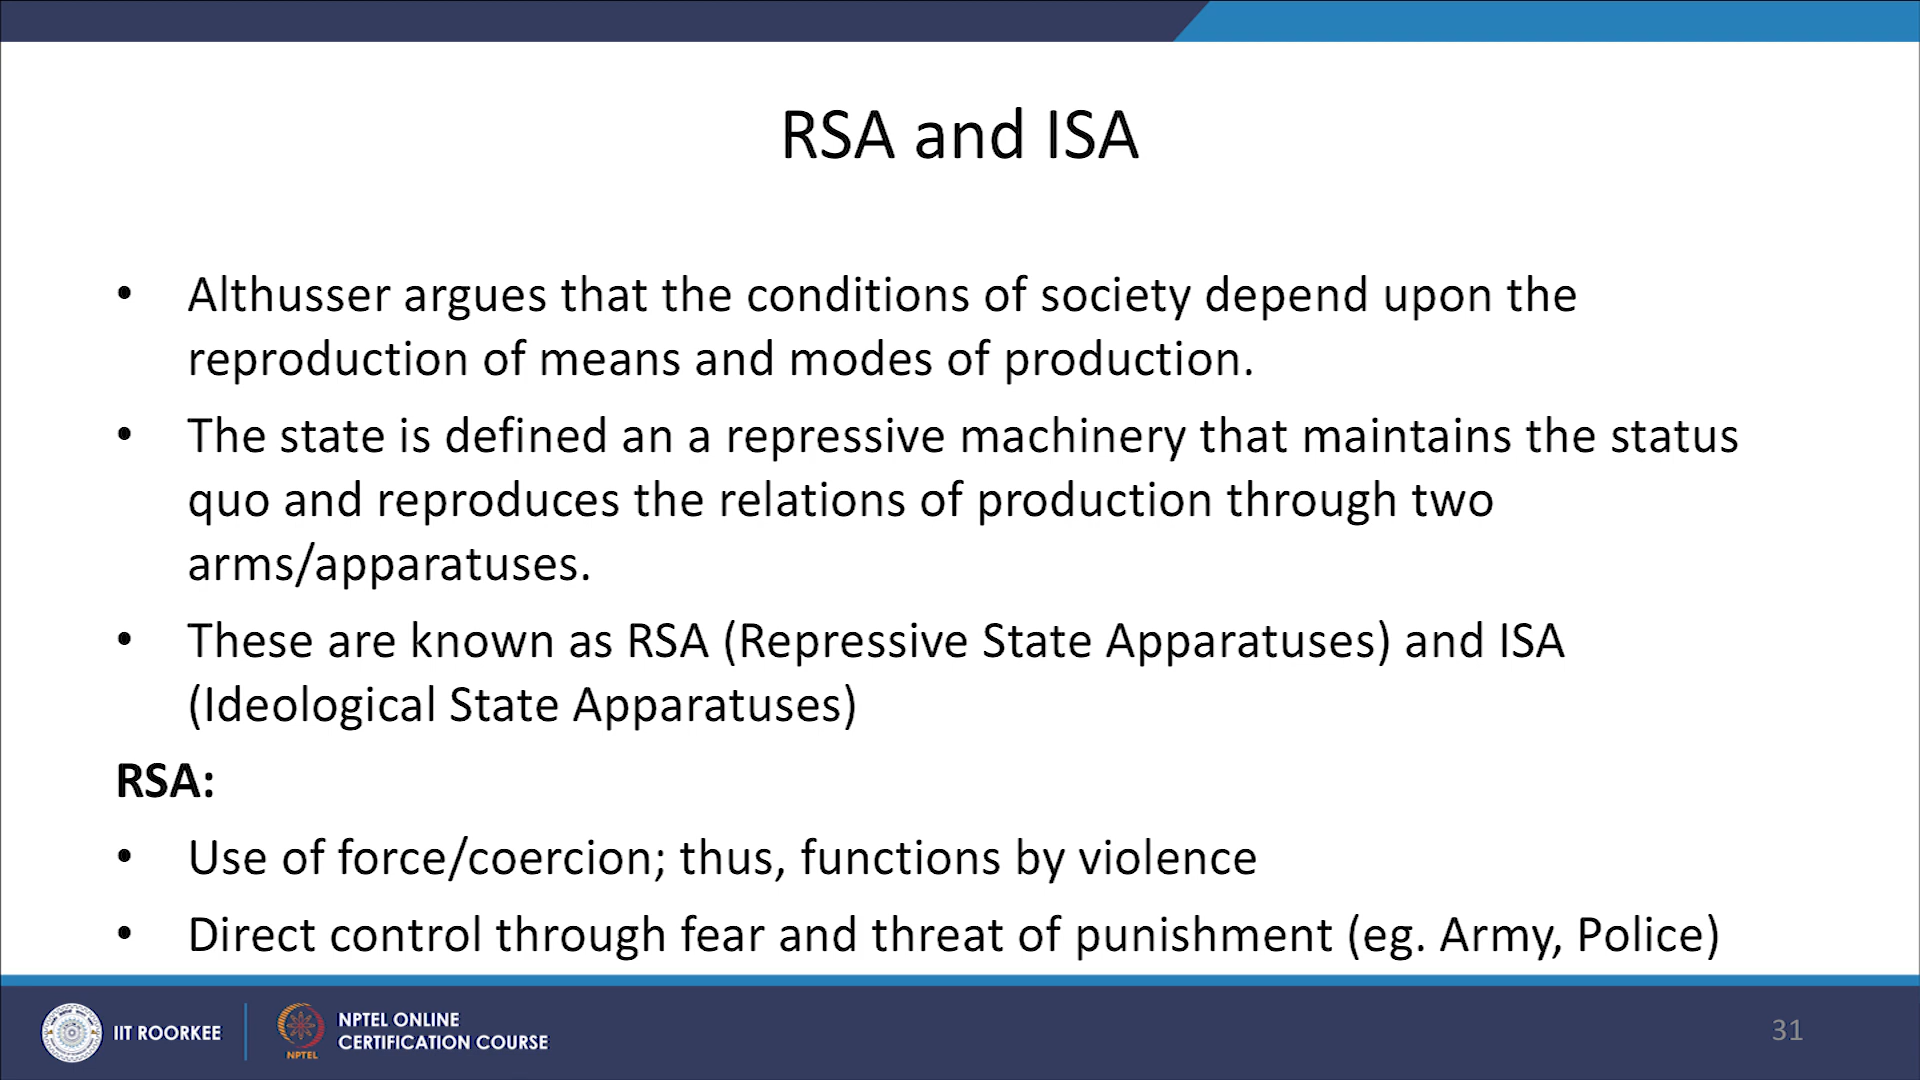 RSA and ISA
• Althusser argues that the conditions of society depend upon the
reproduction of means and modes of production.
• The state is defined an a repressive machinery that maintains the status
quo and reproduces the relations of production through two
arms/apparatuses.
• These are known as RSA (Repressive State Apparatuses) and ISA
(Ideological State Apparatuses)
RSA:
• Use of force/coercion; thus, functions by violence
• Direct control through fear and threat of punishment (eg. Army, Police)
IIT ROORKEE
NPTEL
NPTEL ONLINE
CERTIFICATION COURSE
31